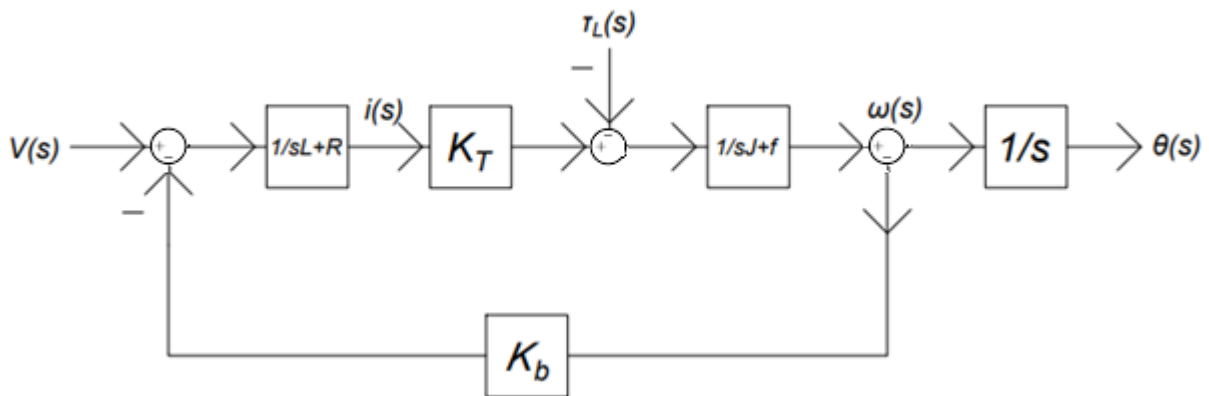 τL(s)
V(s)
1/sL+R
i(s)
KT
1/sJ+f
ω(s)
1/s
θ(s)
Kb